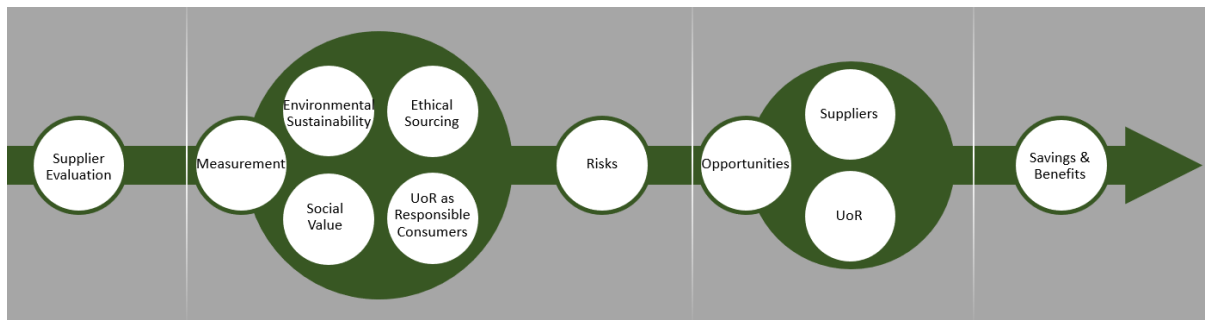 Supplier
Evaluation
Measurement
Environmental
Sustainability
Ethical
Sourcing
Social
Value
UoR as
Responsible
Consumers
Risks
Opportunities
Suppliers
UoR
Savings &
Benefits